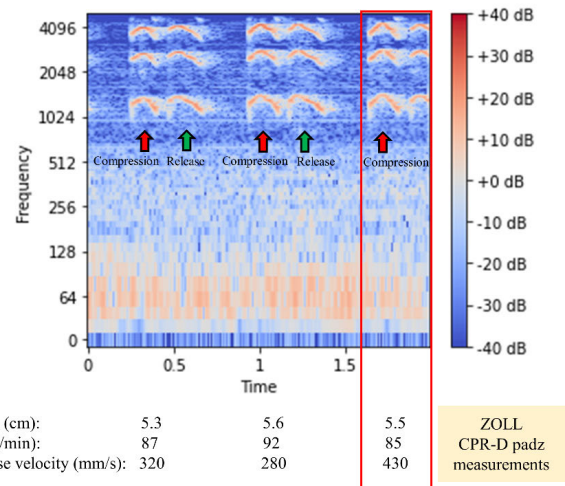 4096
2048
1024
512
256
128
64
0
Frequency
0
0.5
1
1.5
Time
Compression Release Compression Release Compression
+40 dB
+30 dB
+20 dB
+10 dB
+0 dB
-10 dB
-20 dB
-30 dB
-40 dB
(cm): 5.3 5.6 5.5
/min): 87 92 85
se velocity (mm/s): 320 280 430
ZOLL
CPR-D padz
measurements